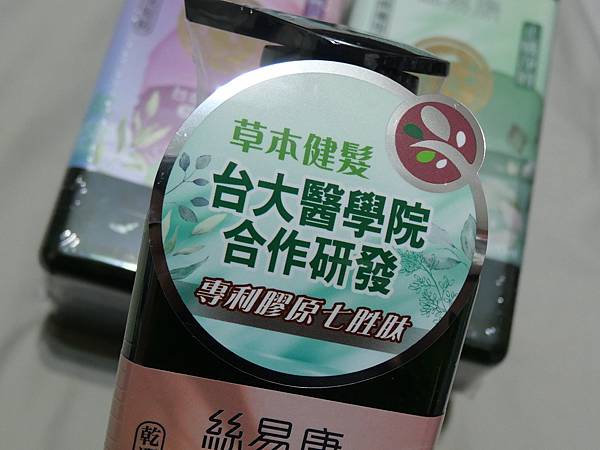 草本健髮
台大醫學院
合作研發
專利膠原七胜肽
絲易康
乾